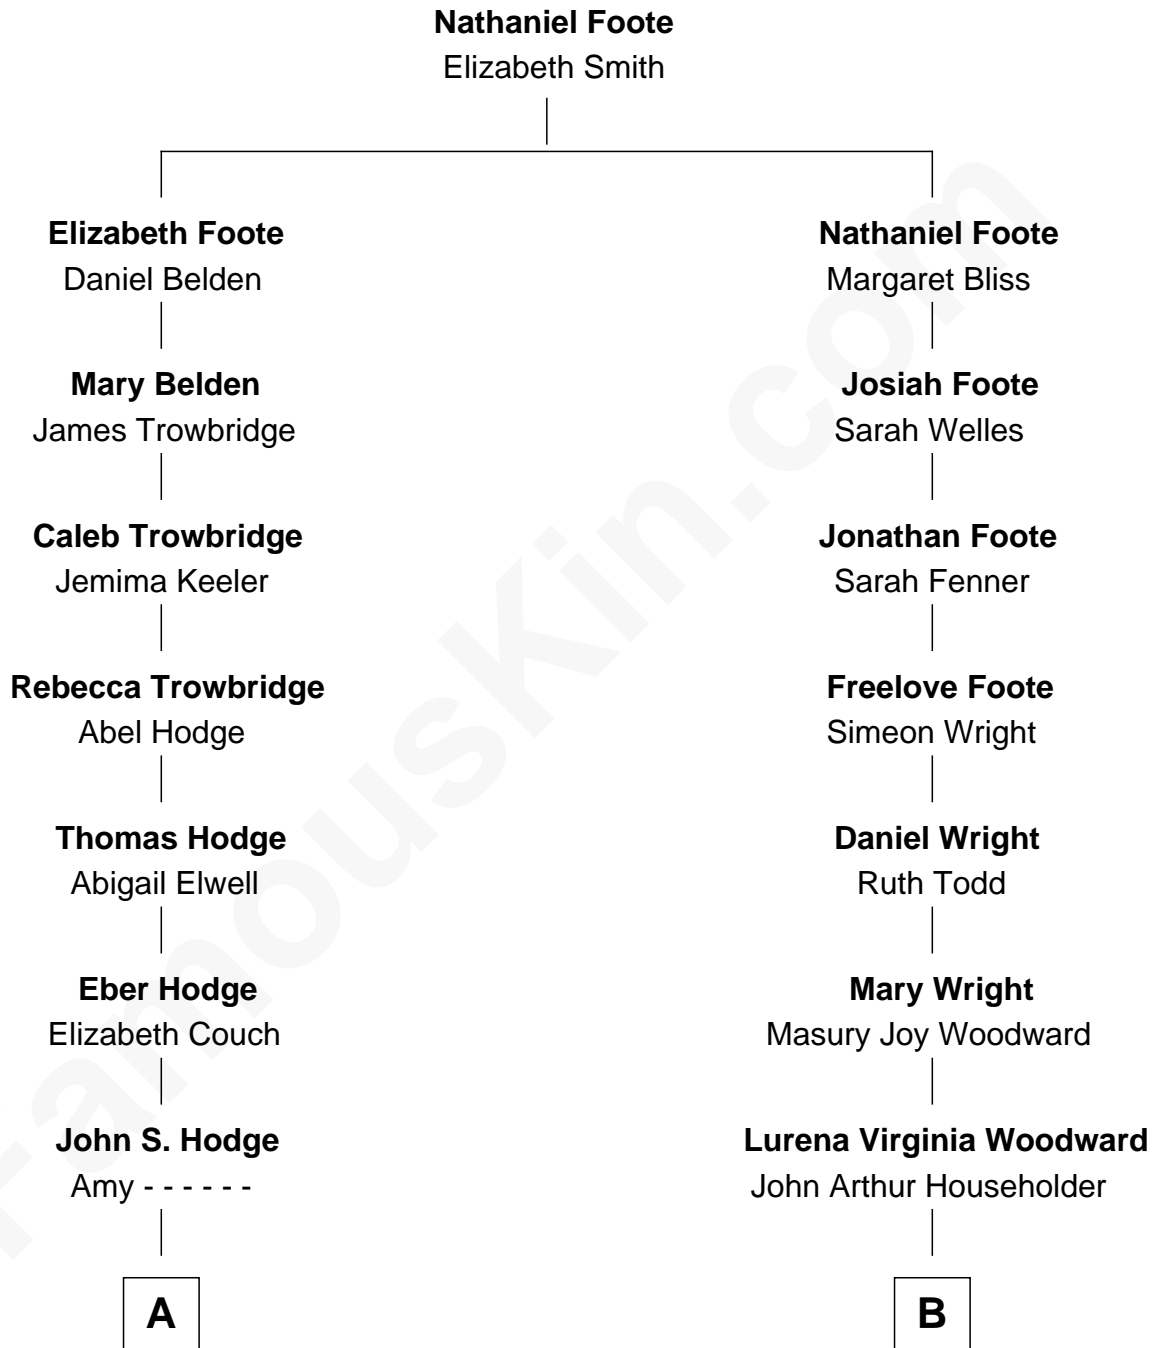 Nathaniel Foote
Elizabeth Smith
Elizabeth Foote
Daniel Belden
Nathaniel Foote
Margaret Bliss
Mary Belden
James Trowbridge
Josiah Foote
Sarah Welles
Caleb Trowbridge
Jemima Keeler
Jonathan Foote
Sarah Fenner
Rebecca Trowbridge
Abel Hodge
Freelove Foote
Simeon Wright
Thomas Hodge
Abigail Elwell
Daniel Wright
Ruth Todd
Eber Hodge
Elizabeth Couch
Mary Wright
Masury Joy Woodward
John S. Hodge
Amy - - - - - -
Lurena Virginia Woodward
John Arthur Householder
A
B
FamousKin.com